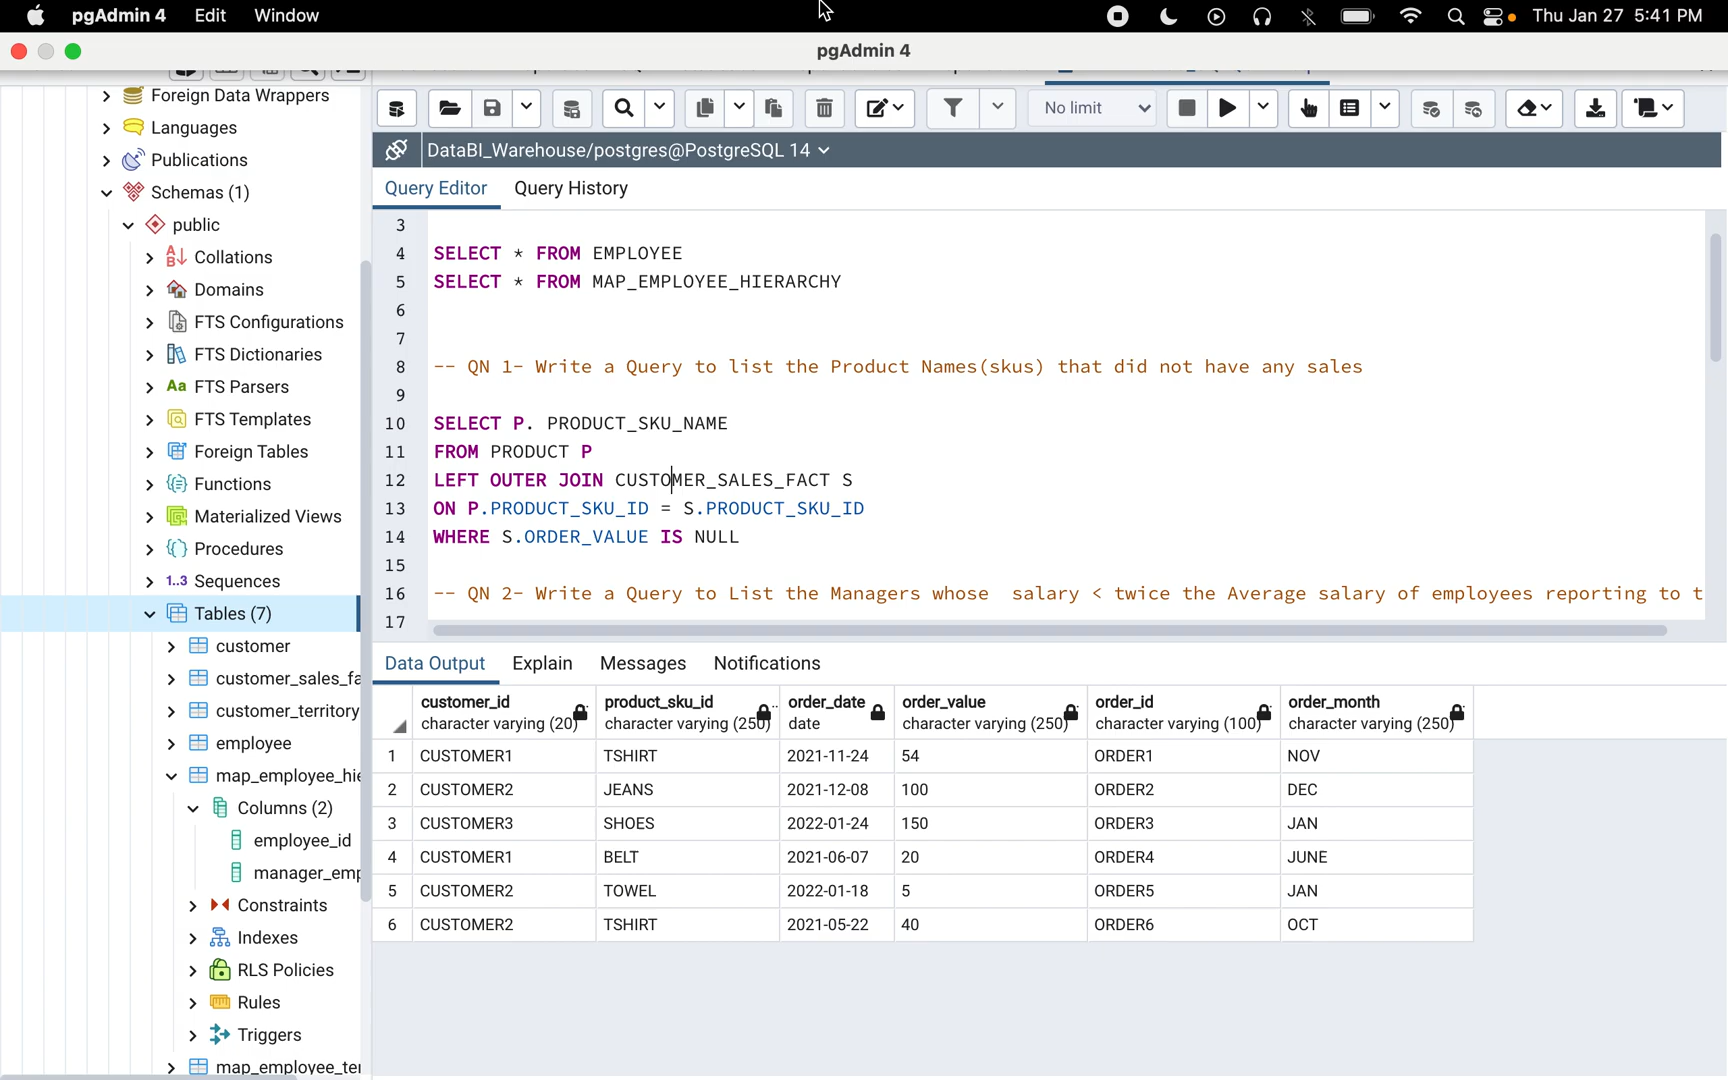 pgAdmin 4 Edit Window Thu Jan 27 5:41 PM
pgAdmin 4
Foreign Data Wrappers
Languages
Publications
Schemas (1)
public
Collations
Domains
FTS Configurations
FTS Dictionaries
Aa FTS Parsers
FTS Templates
Foreign Tables
Functions
Materialized Views
Procedures
1..3 Sequences
Tables (7)
customer
customer_sales_fa
customer_territory
employee
map_employee_hie
Columns (2)
employee_id
manager_emp
Constraints
Indexes
RLS Policies
Rules
Triggers
map_employee_ter
No limit
DataBI_Warehouse/postgres@PostgreSQL 14
Query Editor Query History
3
4 SELECT * FROM EMPLOYEE
5 SELECT * FROM MAP_EMPLOYEE_HIERARCHY
6
7
8 -- QN 1- Write a Query to list the Product Names(skus) that did not have any sales
9
10 SELECT P. PRODUCT_SKU_NAME
11 FROM PRODUCT P
12 LEFT OUTER JOIN CUSTOMER_SALES_FACT S
13 ON P.PRODUCT_SKU_ID = S.PRODUCT_SKU_ID
14 WHERE S.ORDER_VALUE IS NULL
15
16 -- QN 2- Write a Query to List the Managers whose  salary < twice the Average salary of employees reporting to t
17
Data Output Explain Messages Notifications
customer_id product_sku_id order_date order_value order_id order_month
character varying (20) character varying (250) date character varying (250) character varying (100) character varying (250)
1 CUSTOMER1 TSHIRT 2021-11-24 54 ORDER1 NOV
2 CUSTOMER2 JEANS 2021-12-08 100 ORDER2 DEC
3 CUSTOMER3 SHOES 2022-01-24 150 ORDER3 JAN
4 CUSTOMER1 BELT 2021-06-07 20 ORDER4 JUNE
5 CUSTOMER2 TOWEL 2022-01-18 5 ORDER5 JAN
6 CUSTOMER2 TSHIRT 2021-05-22 40 ORDER6 OCT